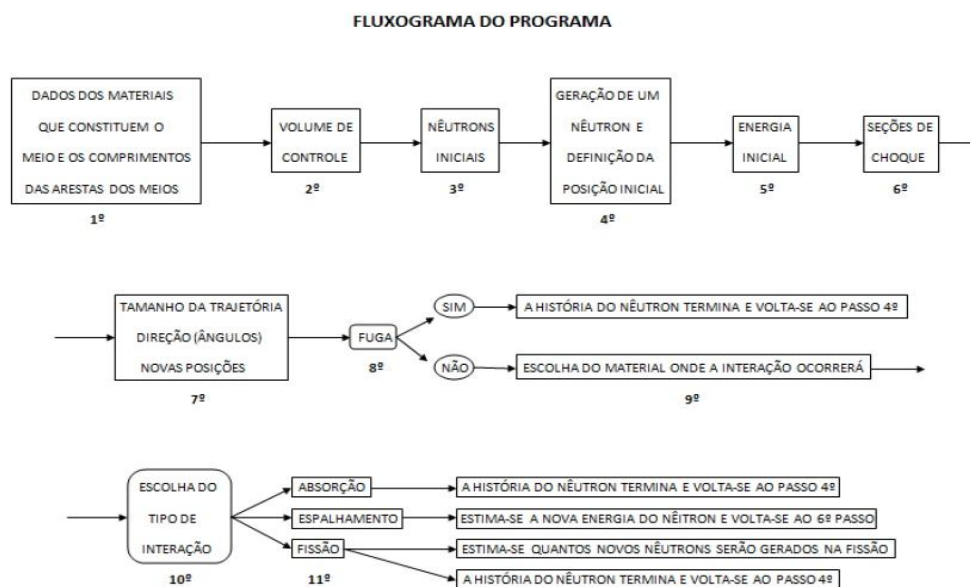 FLUXOGRAMA DO PROGRAMA
DADOS DOS MATERIAIS
QUE CONSTITUEM O
MEIO E OS COMPRIMENTOS
DAS ARESTAS DOS MEIOS
1º
VOLUME DE
CONTROLE
2º
NÊUTRONS
INICIAIS
3º
GERAÇÃO DE UM
NÊUTRON E
DEFINIÇÃO DA
POSIÇÃO INICIAL
4º
ENERGIA
INICIAL
5º
SEÇÕES DE
CHOQUE
6º
TAMANHO DA TRAJETÓRIA
DIREÇÃO (ÂNGULOS)
NOVAS POSIÇÕES
7º
FUGA
8º
SIM
A HISTÓRIA DO NÊUTRON TERMINA E VOLTA-SE AO PASSO 4º
NÃO
ESCOLHA DO MATERIAL ONDE A INTERAÇÃO OCORRERÁ
9º
ESCOLHA DO
TIPO DE
INTERAÇÃO
10º
ABSORÇÃO
A HISTÓRIA DO NÊUTRON TERMINA E VOLTA-SE AO PASSO 4º
ESPALHAMENTO
ESTIMA-SE A NOVA ENERGIA DO NÊITRON E VOLTA-SE AO 6º PASSO
FISSÃO
ESTIMA-SE QUANTOS NOVOS NÊUTRONS SERÃO GERADOS NA FISSÃO
A HISTÓRIA DO NÊUTRON TERMINA E VOLTA-SE AO PASSO 4º
11º